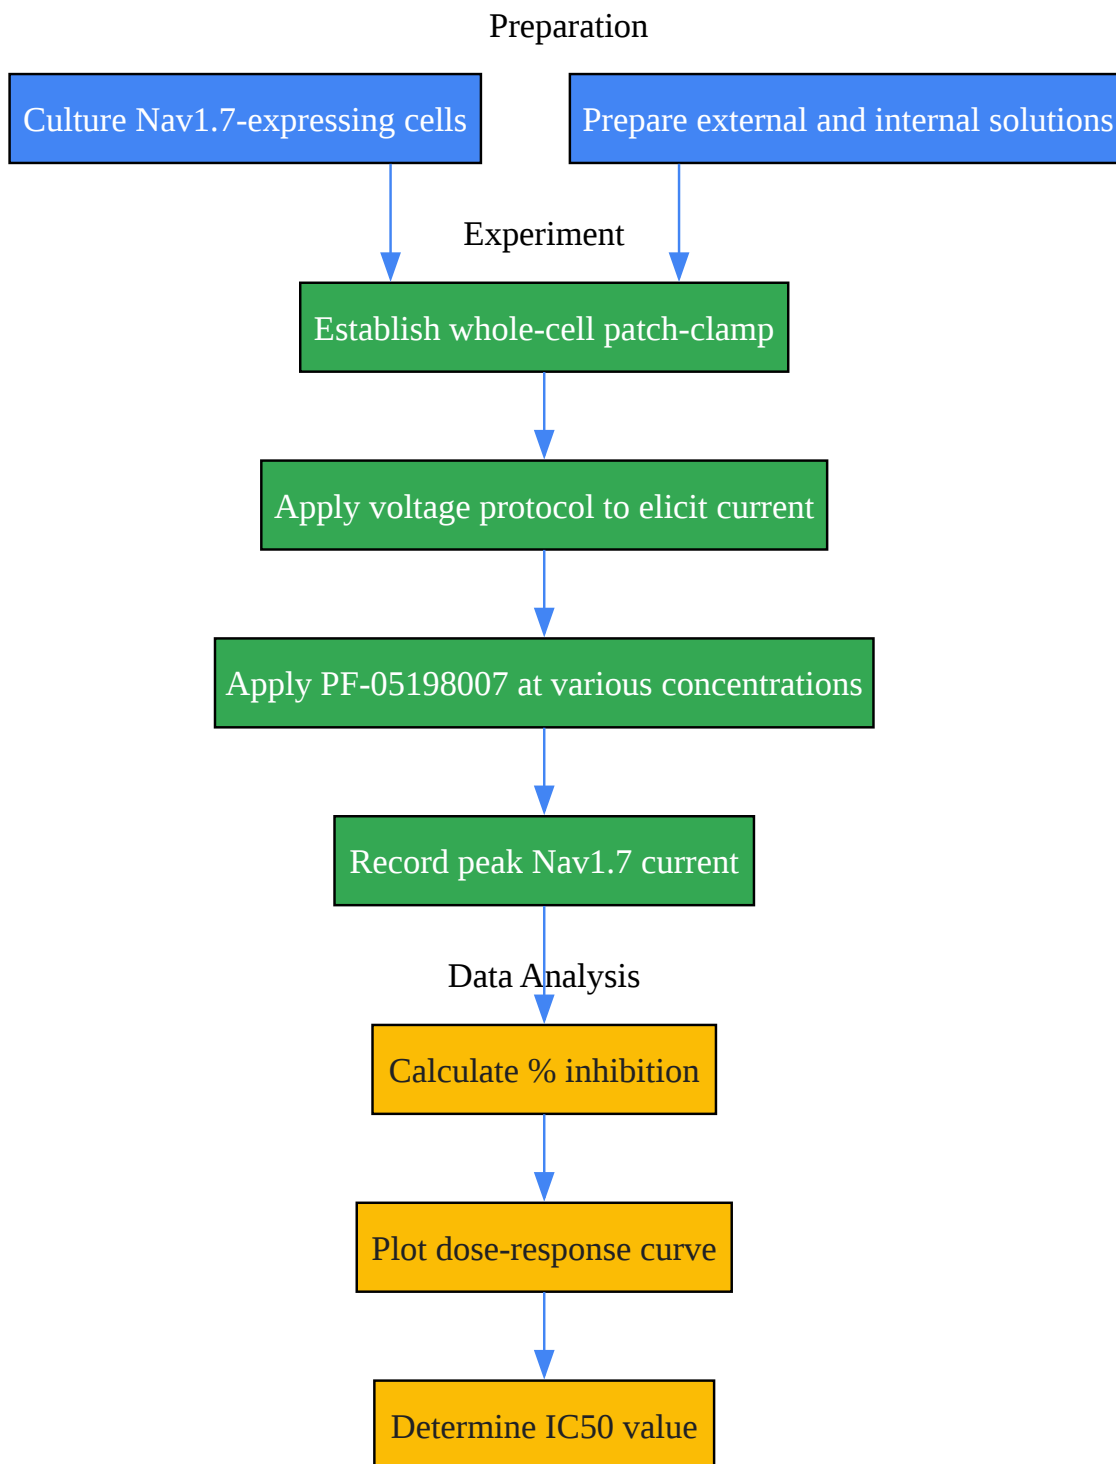 Preparation
Culture Nav1.7-expressing cells
Prepare external and internal solutions
Experiment
Establish whole-cell patch-clamp
Apply voltage protocol to elicit current
Apply PF-05198007 at various concentrations
Record peak Nav1.7 current
Data Analysis
Calculate % inhibition
Plot dose-response curve
Determine IC50 value